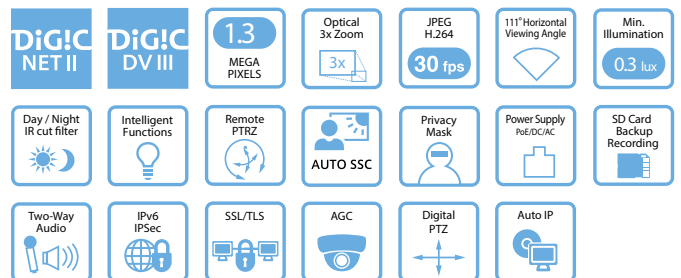 DiG!C
NET II
DiG!C
DV III
1.3
MEGA
PIXELS
Optical
3x Zoom
3x
JPEG
H.264
30 fps
111° Horizontal
Viewing Angle
Min.
Illumination
0.3 lux
Day / Night
IR cut filter
Intelligent
Functions
Remote
PTRZ
AUTO SSC
Privacy
Mask
Power Supply
PoE/DC/AC
SD Card
Backup
Recording
Two-Way
Audio
IPv6
IPSec
SSL/TLS
AGC
Digital
PTZ
Auto IP